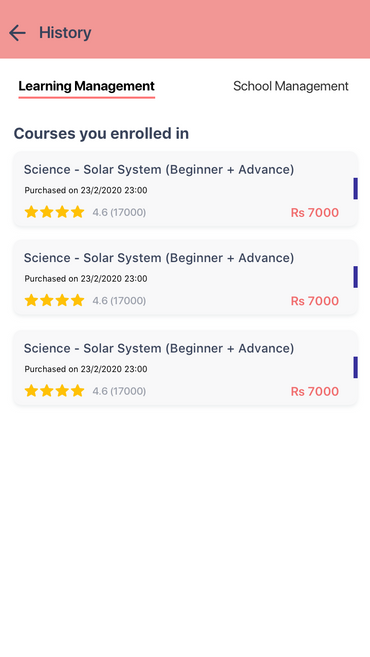 History
Learning Management School Management
Courses you enrolled in
Science - Solar System (Beginner + Advance)
Purchased on 23/2/2020 23:00
4.6 (17000) Rs 7000
Science - Solar System (Beginner + Advance)
Purchased on 23/2/2020 23:00
4.6 (17000) Rs 7000
Science - Solar System (Beginner + Advance)
Purchased on 23/2/2020 23:00
4.6 (17000) Rs 7000